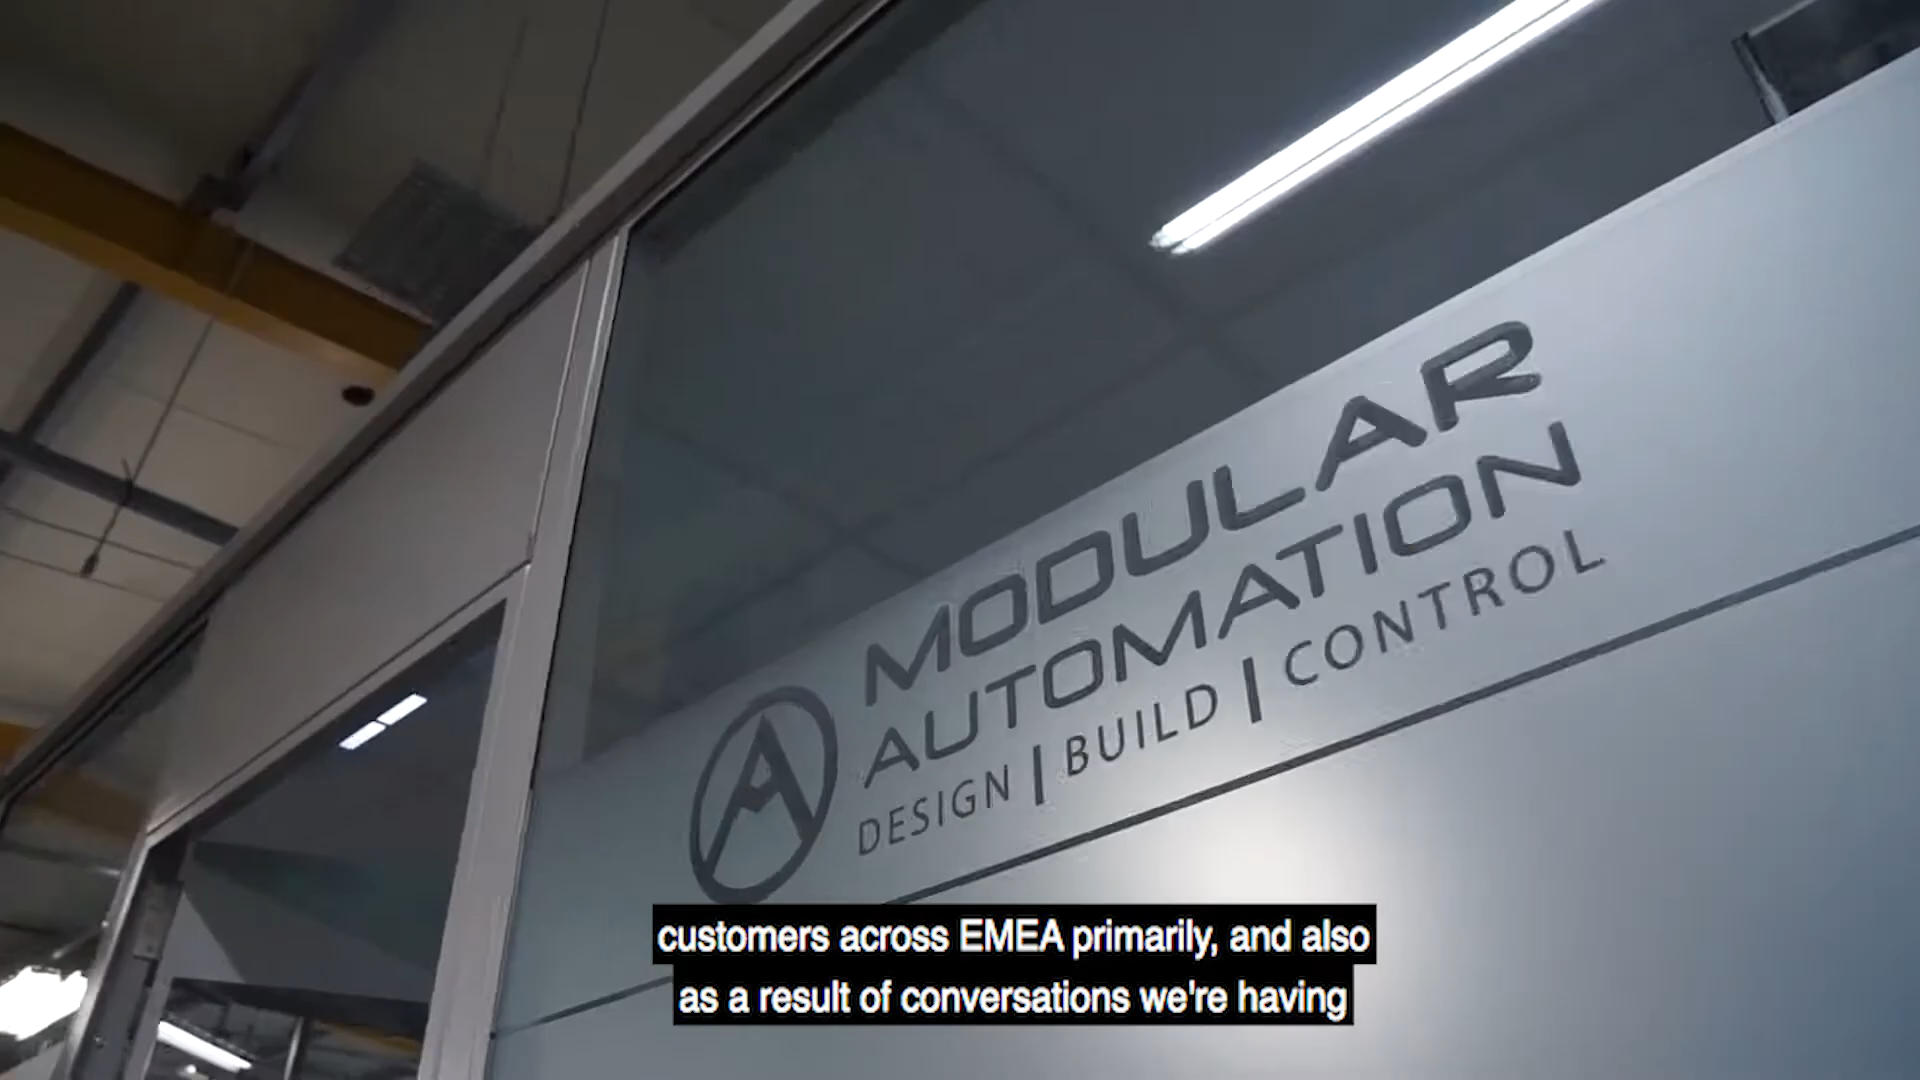 MODULAR
AUTOMATION
DESIGN | BUILD | CONTROL
customers across EMEA primarily, and also
as a result of conversations we're having